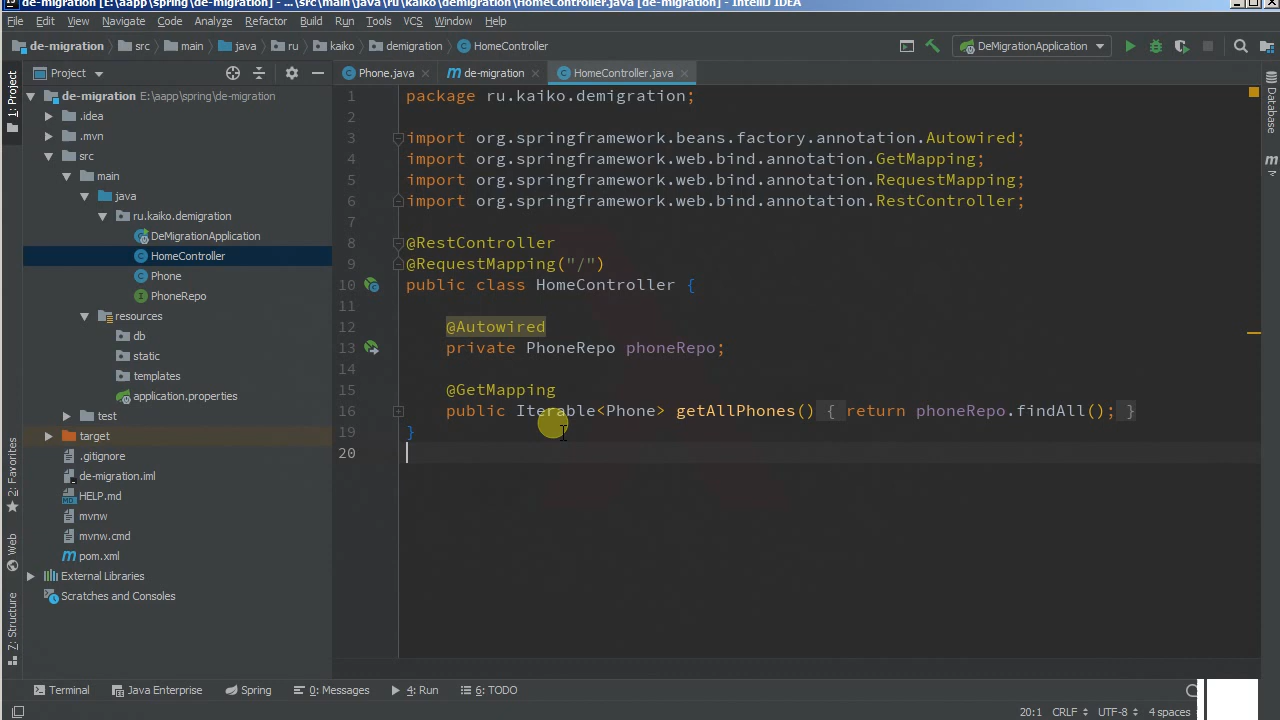 de-migration [E:\aapp\spring\de-migration] - ...\src\main\java\ru\kaiko\demigration\HomeController.java [de-migration] - IntelliJ IDEA
File Edit View Navigate Code Analyze Refactor Build Run Tools VCS Window Help
de-migration src main java ru kaiko demigration HomeController DeMigrationApplication
1: Project
2: Favorites
Web
7: Structure
Project
de-migration E:\aapp\spring\de-migration
.idea
.mvn
src
main
java
ru.kaiko.demigration
DeMigrationApplication
HomeController
Phone
PhoneRepo
resources
db
static
templates
application.properties
test
target
.gitignore
de-migration.iml
HELP.md
mvnw
mvnw.cmd
pom.xml
External Libraries
Scratches and Consoles
Phone.java de-migration HomeController.java
1 package ru.kaiko.demigration;
2
3 import org.springframework.beans.factory.annotation.Autowired;
4 import org.springframework.web.bind.annotation.GetMapping;
5 import org.springframework.web.bind.annotation.RequestMapping;
6 import org.springframework.web.bind.annotation.RestController;
7
8 @RestController
9 @RequestMapping("/")
10 public class HomeController {
11
12 @Autowired
13 private PhoneRepo phoneRepo;
14
15 @GetMapping
16 public Iterable<Phone> getAllPhones() { return phoneRepo.findAll(); }
19 }
20
Database
Terminal Java Enterprise Spring 0: Messages 4: Run 6: TODO
20:1 CRLF UTF-8 4 spaces